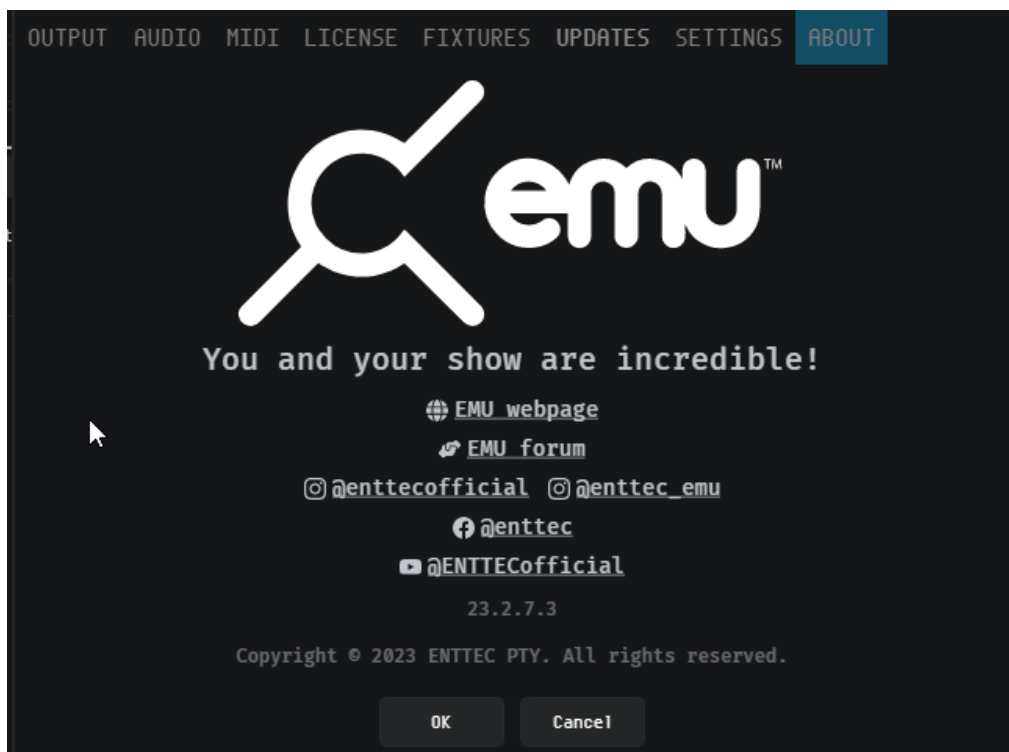 OUTPUT AUDIO MIDI LICENSE FIXTURES UPDATES SETTINGS ABOUT
emu™
You and your show are incredible!
EMU webpage
EMU forum
@enttecofficial @enttec_emu
@enttec
@ENTTECofficial
23.2.7.3
Copyright © 2023 ENTTEC PTY. All rights reserved.
OK Cancel